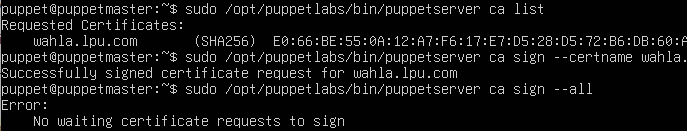 puppet@puppetmaster:~$ sudo /opt/puppetlabs/bin/puppetserver ca list
Requested Certificates:
wahla.lpu.com (SHA256) E0:66:BE:55:0A:12:A7:F6:17:E7:D5:28:D5:72:B6:DB:60:A
puppet@puppetmaster:~$ sudo /opt/puppetlabs/bin/puppetserver ca sign --certname wahla.
Successfully signed certificate request for wahla.lpu.com
puppet@puppetmaster:~$ sudo /opt/puppetlabs/bin/puppetserver ca sign --all
Error:
No waiting certificate requests to sign